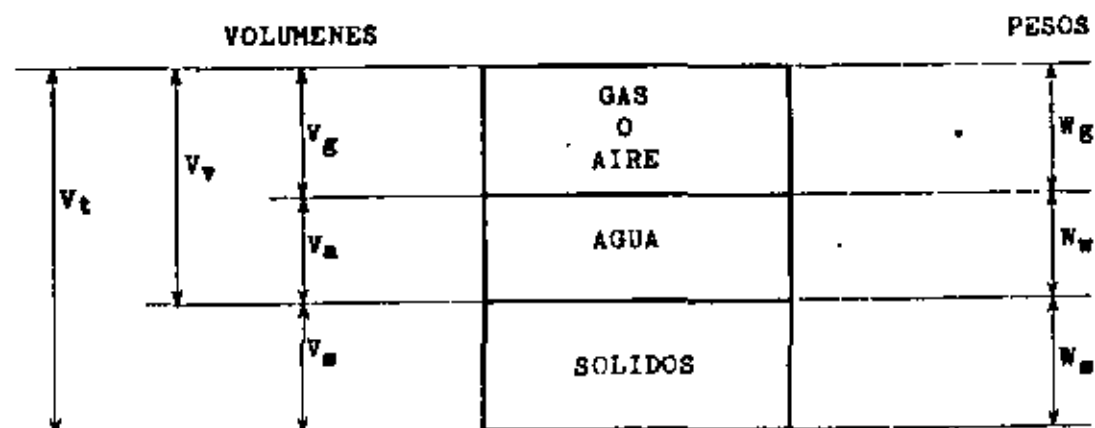 VOLUMENES
PESOS
GAS
O
AIRE
Vg
Wg
Vv
Vt
Va
AGUA
Ww
Vs
SOLIDOS
Ws